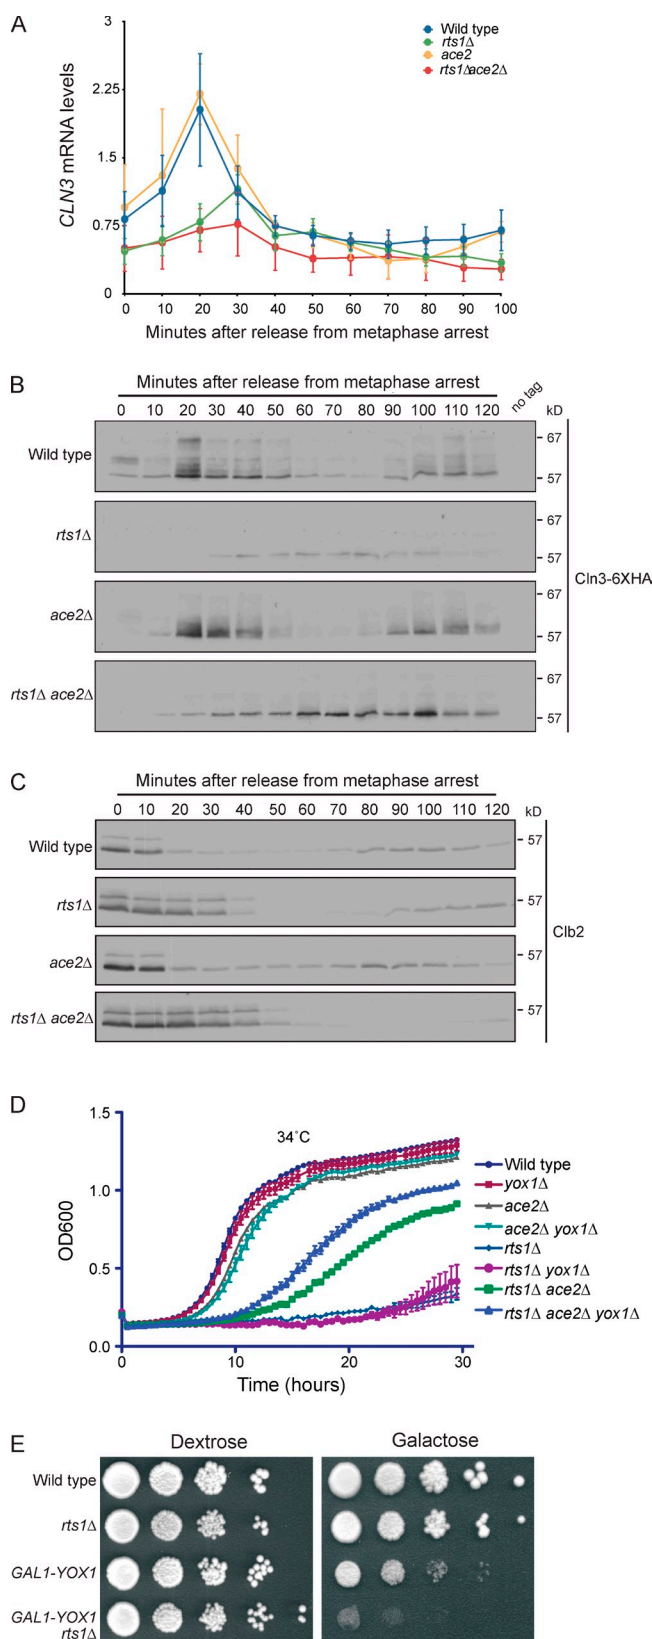 A
3
2.25
1.5
0.75
0
CLN3 mRNA levels
Wild type
rts1Δ
ace2
rts1Δace2Δ
0 10 20 30 40 50 60 70 80 90 100
Minutes after release from metaphase arrest
B
Minutes after release from metaphase arrest
0 10 20 30 40 50 60 70 80 90 100 110 120 no tag kD
Wild type
67
57
rts1Δ
67
57
ace2Δ
67
57
rts1Δ ace2Δ
67
57
Cln3-6XHA
C
Minutes after release from metaphase arrest
0 10 20 30 40 50 60 70 80 90 100 110 120 kD
Wild type
57
rts1Δ
57
ace2Δ
57
rts1Δ ace2Δ
57
Clb2
D
34˚C
1.5
1.0
0.5
0.0
OD600
0 10 20 30
Time (hours)
Wild type
yox1Δ
ace2Δ
ace2Δ yox1Δ
rts1Δ
rts1Δ yox1Δ
rts1Δ ace2Δ
rts1Δ ace2Δ yox1Δ
E
Dextrose Galactose
Wild type
rts1Δ
GAL1-YOX1
GAL1-YOX1
rts1Δ